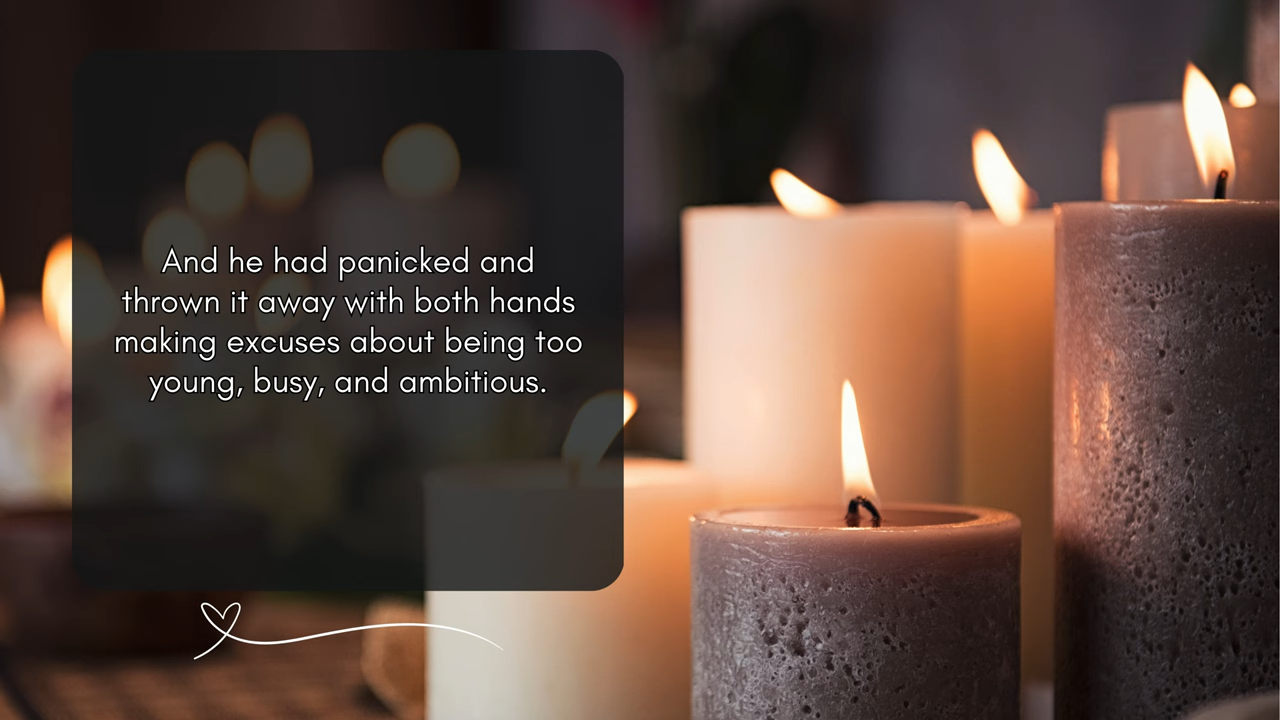 And he had panicked and
thrown it away with both hands
making excuses about being too
young, busy, and ambitious.